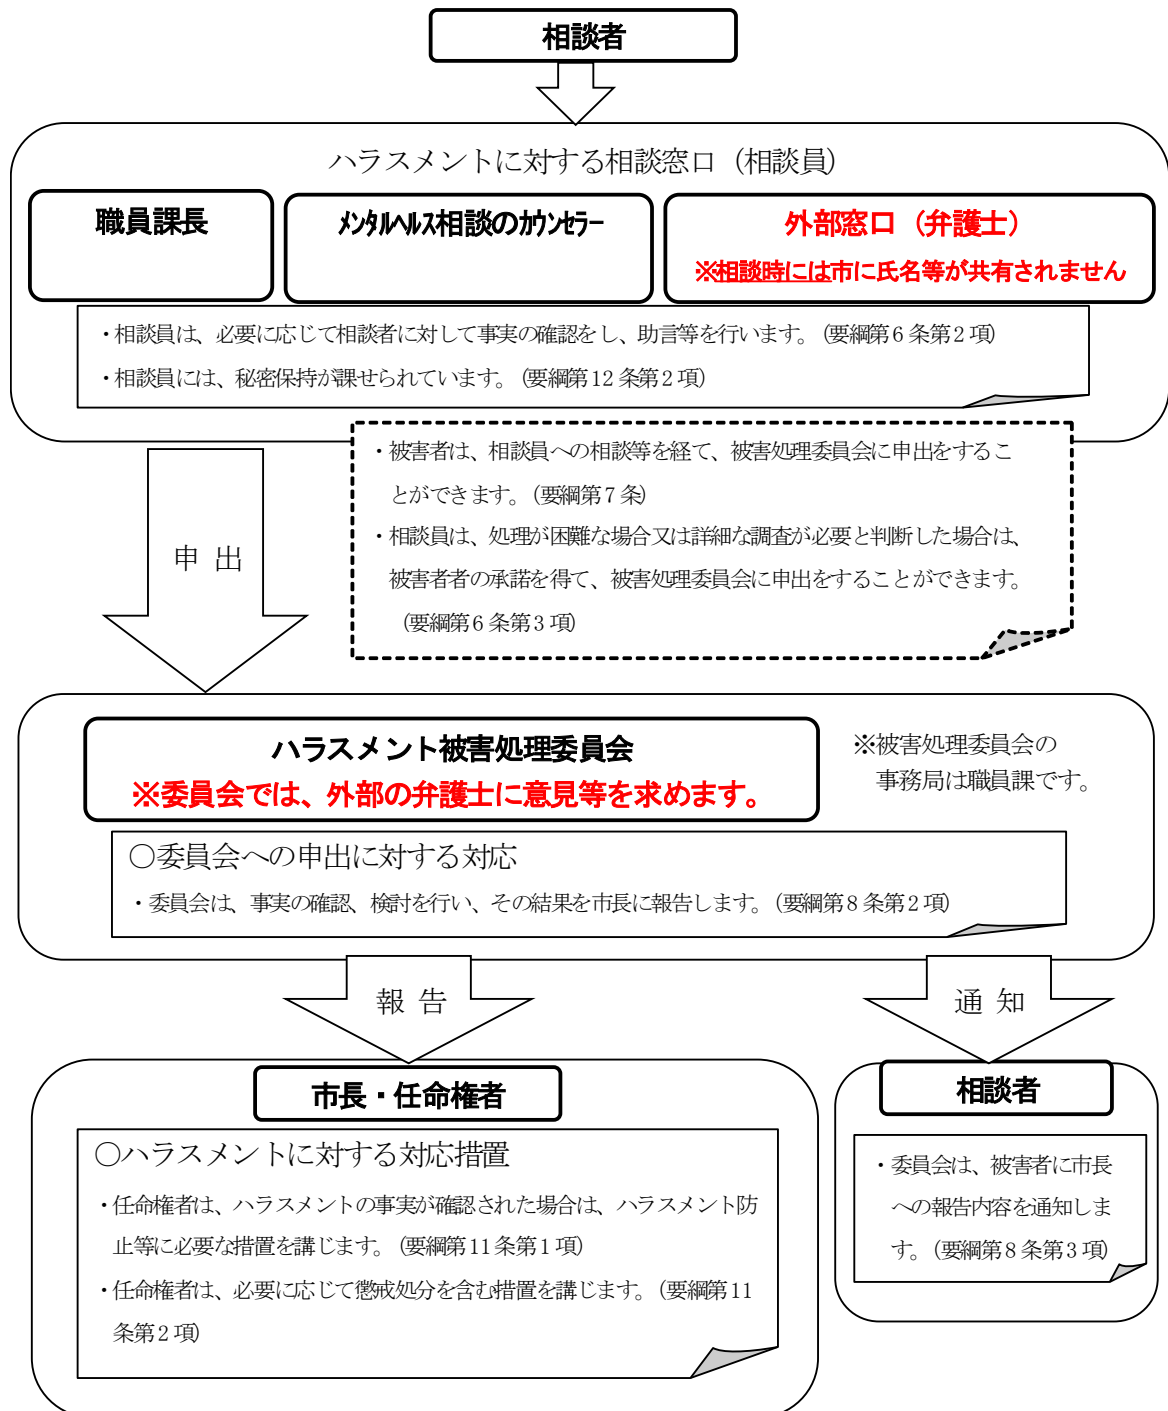 相談者
ハラスメントに対する相談窓口（相談員）
職員課長
メンタルヘルス相談のカウンセラー
外部窓口（弁護士）
※相談時には市に氏名等が共有されません
・相談員は、必要に応じて相談者に対して事実の確認をし、助言等を行います。（要綱第６条第２項）
・相談員には、秘密保持が課せられています。（要綱第12条第２項）
・被害者は、相談員への相談等を経て、被害処理委員会に申出をするこ
とができます。（要綱第７条）
・相談員は、処理が困難な場合又は詳細な調査が必要と判断した場合は、
被害者者の承諾を得て、被害処理委員会に申出をすることができます。
（要綱第６条第３項）
申 出
ハラスメント被害処理委員会
※委員会では、外部の弁護士に意見等を求めます。
※被害処理委員会の
事務局は職員課です。
○委員会への申出に対する対応
・委員会は、事実の確認、検討を行い、その結果を市長に報告します。（要綱第８条第２項）
報 告
通 知
市長・任命権者
○ハラスメントに対する対応措置
・任命権者は、ハラスメントの事実が確認された場合は、ハラスメント防
止等に必要な措置を講じます。（要綱第11条第１項）
・任命権者は、必要に応じて懲戒処分を含む措置を講じます。（要綱第11
条第２項）
相談者
・委員会は、被害者に市長
への報告内容を通知しま
す。（要綱第８条第３項）